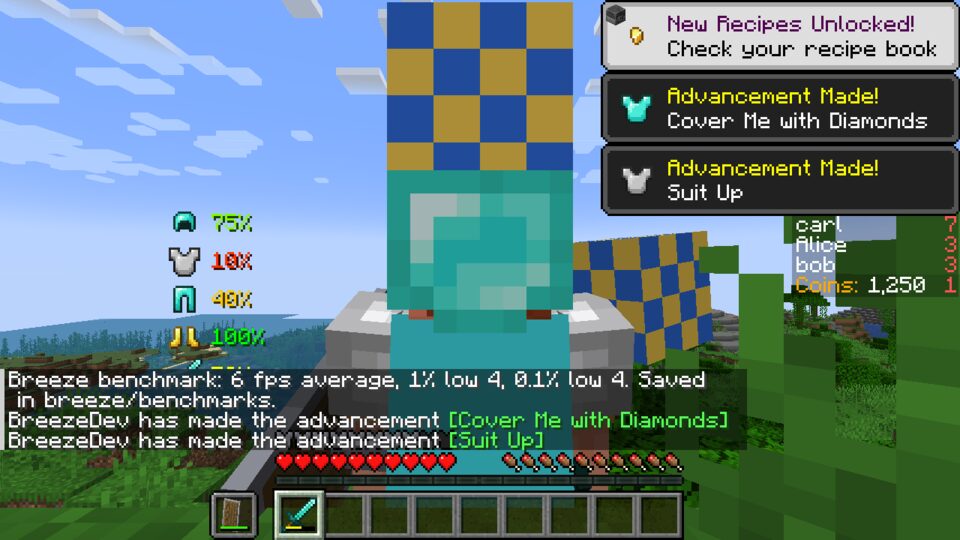 New Recipes Unlocked!
Check your recipe book
Advancement Made!
Cover Me with Diamonds
Advancement Made!
Suit Up
carl 7
Alice 3
bob 3
Coins: 1,250 1
75%
10%
40%
100%
Breeze benchmark: 6 fps average, 1% low 4, 0.1% low 4. Saved
in breeze/benchmarks.
BreezeDev has made the advancement [Cover Me with Diamonds]
BreezeDev has made the advancement [Suit Up]